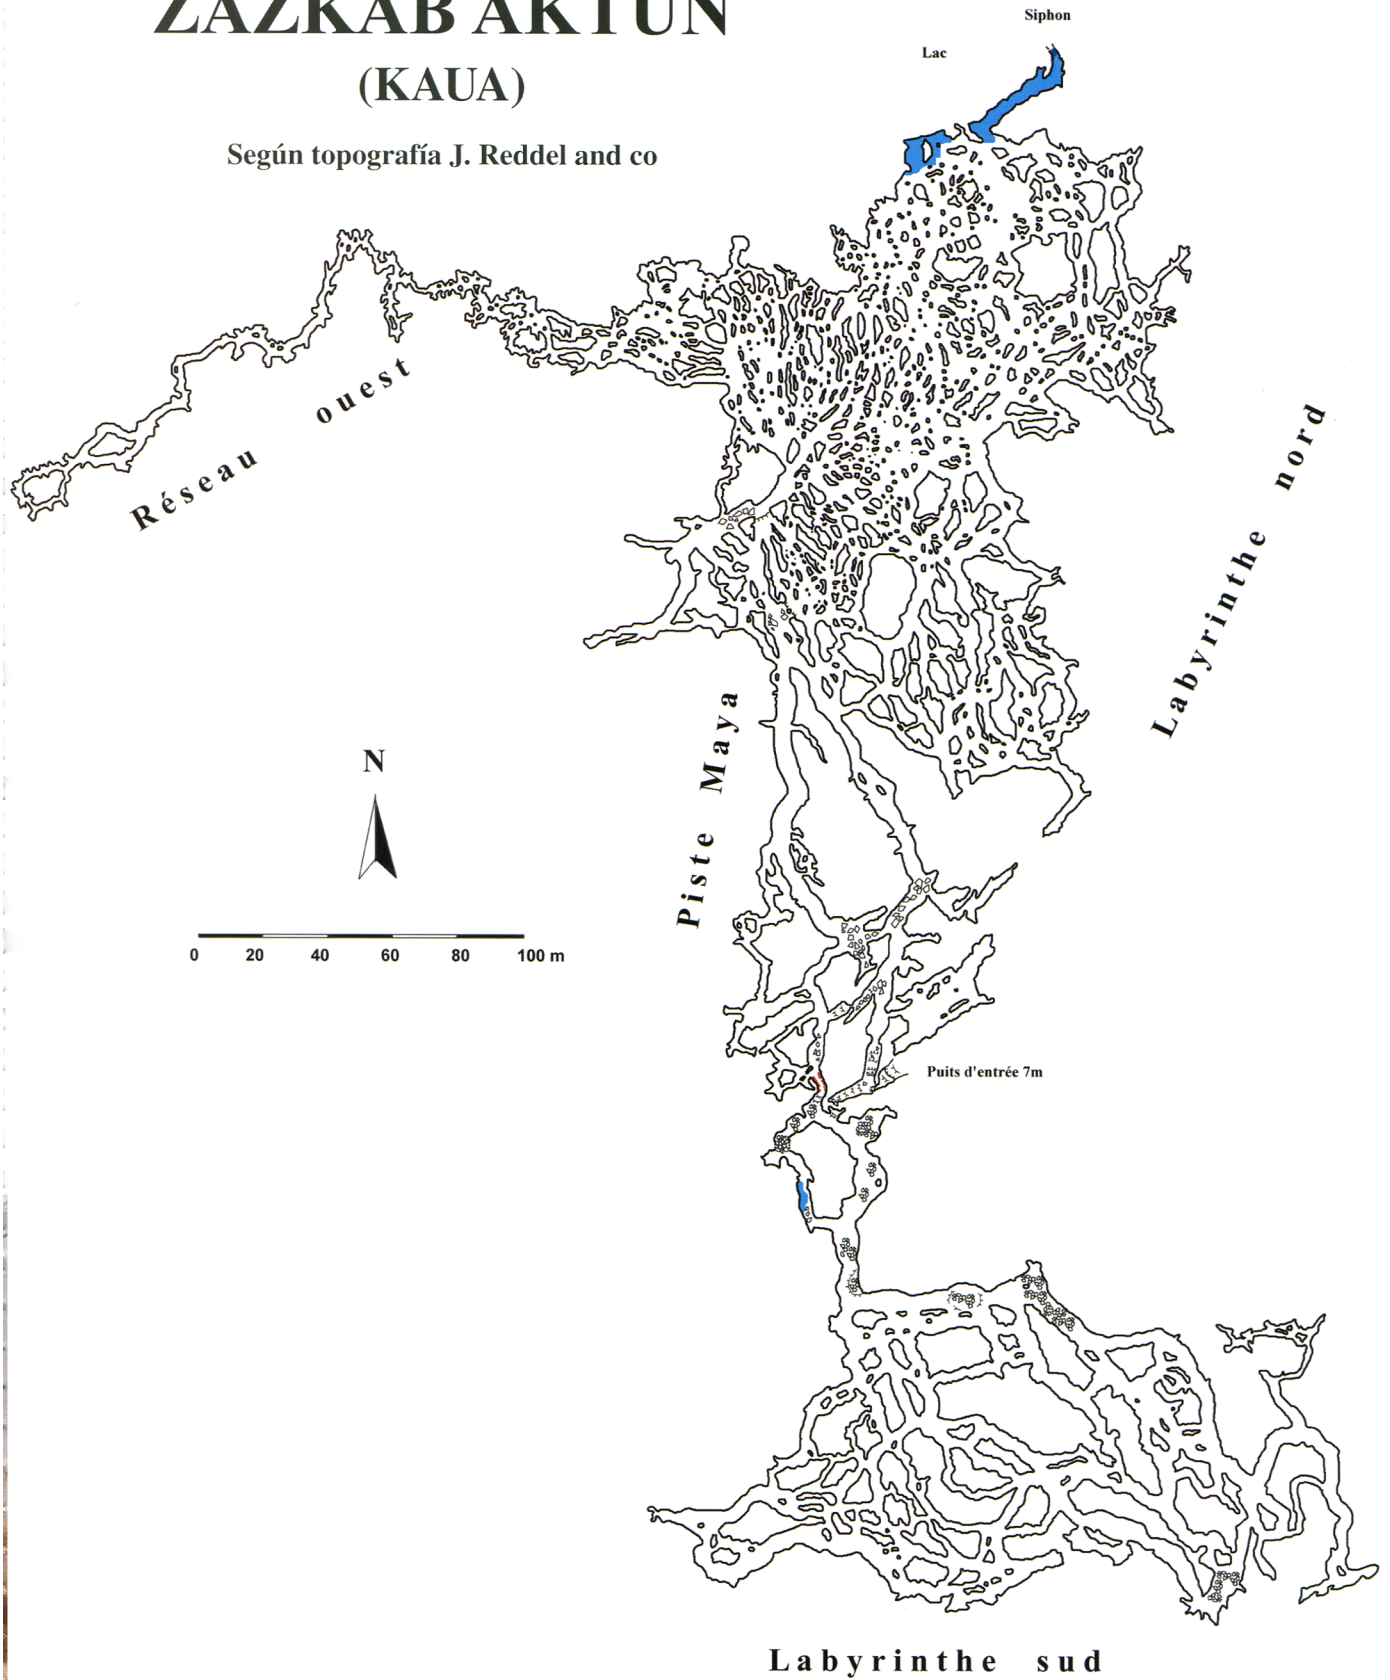 ZAZKAB AKTUN
(KAUA)
Según topografía J. Reddel and co
Siphon
Lac
Réseau ouest
Labyrinthe nord
Piste Maya
N
0 20 40 60 80 100 m
Puits d'entrée 7m
Labyrinthe sud